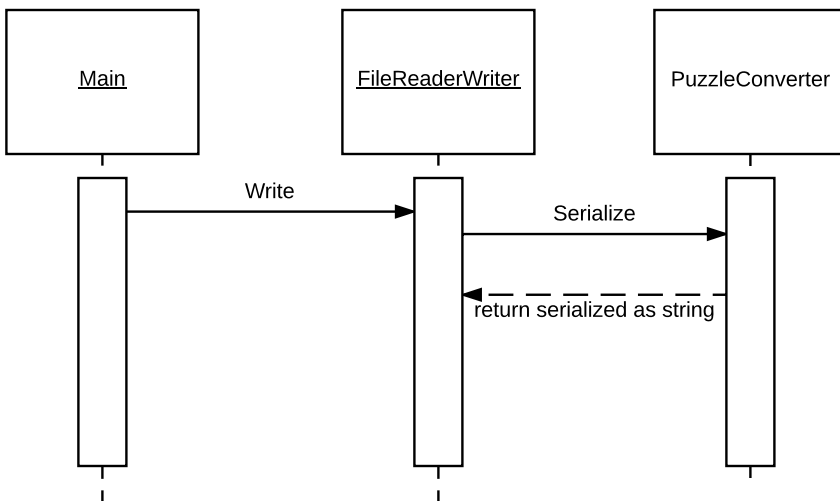 Main
FileReaderWriter
PuzzleConverter
Write
Serialize
return serialized as string